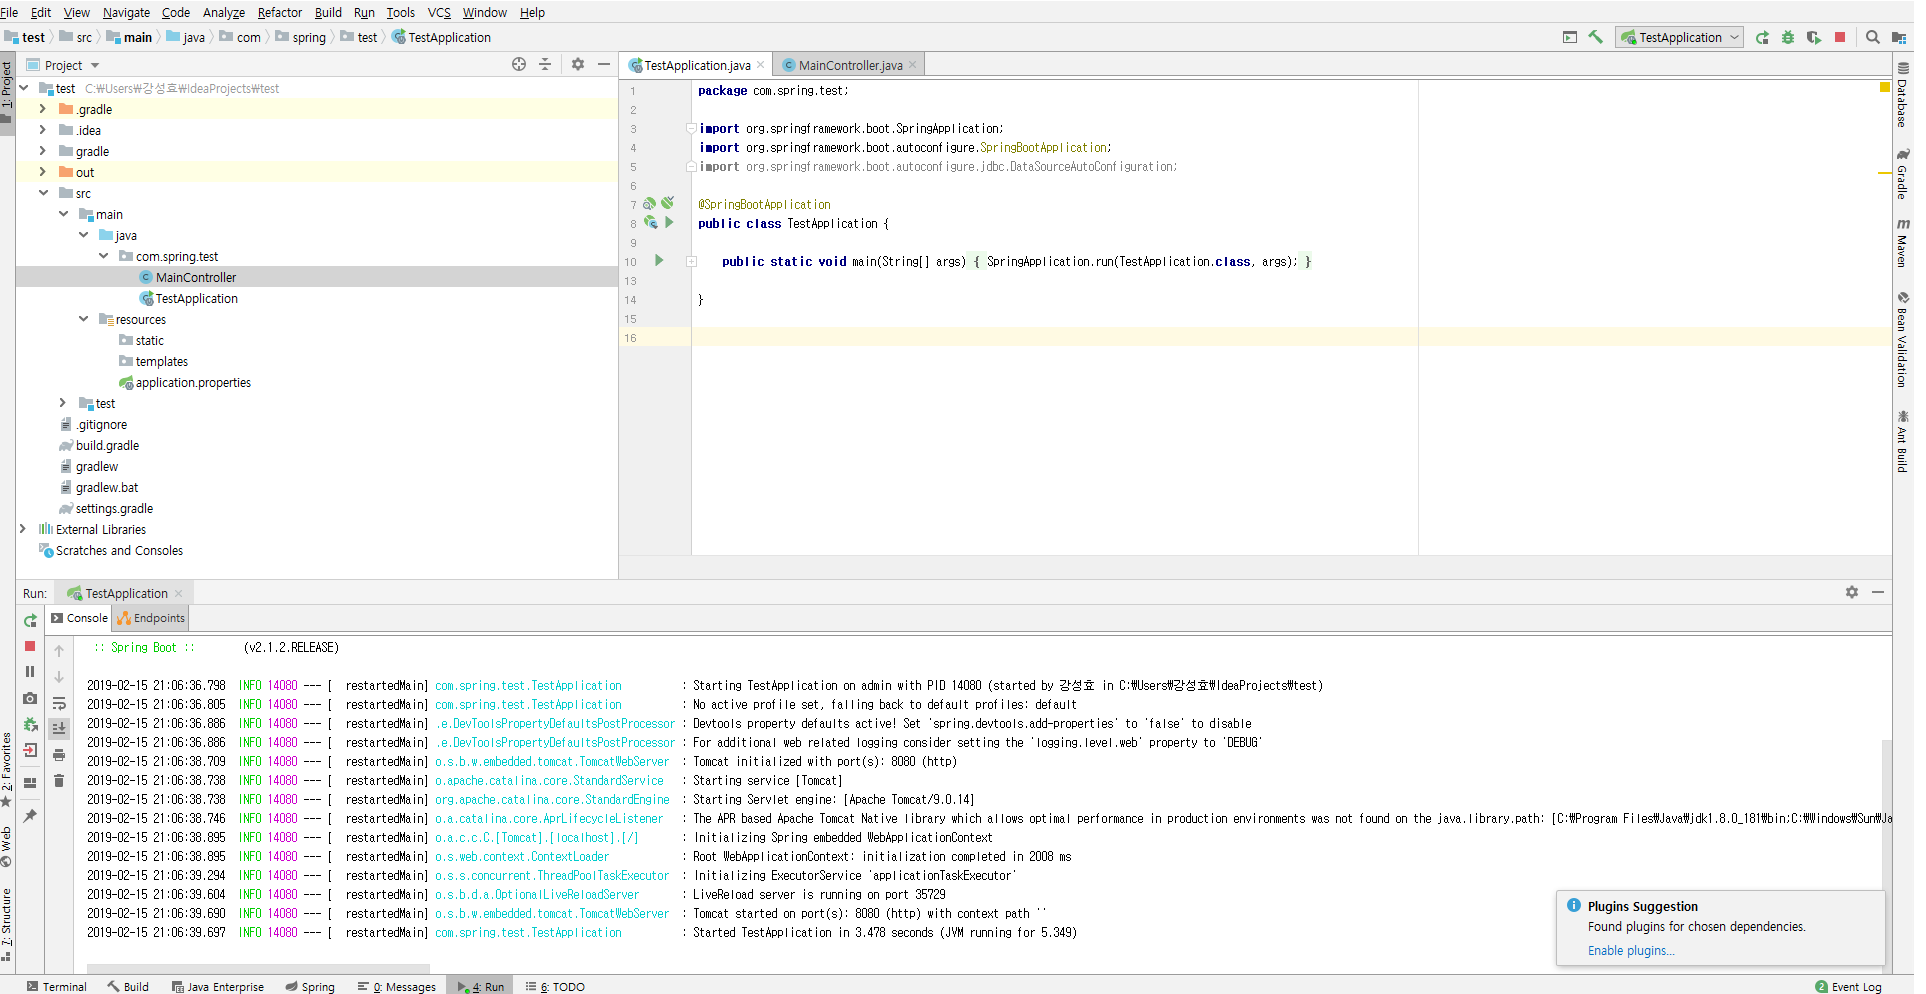 File Edit View Navigate Code Analyze Refactor Build Run Tools VCS Window Help
test src main java com spring test TestApplication
TestApplication
Project
TestApplication.java MainController.java
1: Project
test C:₩Users₩강성효₩IdeaProjects₩test
.gradle
.idea
gradle
out
src
main
java
com.spring.test
MainController
TestApplication
resources
static
templates
application.properties
test
.gitignore
build.gradle
gradlew
gradlew.bat
settings.gradle
External Libraries
Scratches and Consoles
1 package com.spring.test;
2
3 import org.springframework.boot.SpringApplication;
4 import org.springframework.boot.autoconfigure.SpringBootApplication;
5 import org.springframework.boot.autoconfigure.jdbc.DataSourceAutoConfiguration;
6
7 @SpringBootApplication
8 public class TestApplication {
9
10 public static void main(String[] args) { SpringApplication.run(TestApplication.class, args); }
13
14 }
15
16
Database
Gradle
m Maven
Bean Validation
Ant Build
Run: TestApplication
Console Endpoints
:: Spring Boot :: (v2.1.2.RELEASE)
2019-02-15 21:06:36.798 INFO 14080 --- [ restartedMain] com.spring.test.TestApplication : Starting TestApplication on admin with PID 14080 (started by 강성효 in C:₩Users₩강성효₩IdeaProjects₩test)
2019-02-15 21:06:36.805 INFO 14080 --- [ restartedMain] com.spring.test.TestApplication : No active profile set, falling back to default profiles: default
2019-02-15 21:06:36.886 INFO 14080 --- [ restartedMain] .e.DevToolsPropertyDefaultsPostProcessor : Devtools property defaults active! Set 'spring.devtools.add-properties' to 'false' to disable
2019-02-15 21:06:36.886 INFO 14080 --- [ restartedMain] .e.DevToolsPropertyDefaultsPostProcessor : For additional web related logging consider setting the 'logging.level.web' property to 'DEBUG'
2019-02-15 21:06:38.709 INFO 14080 --- [ restartedMain] o.s.b.w.embedded.tomcat.TomcatWebServer : Tomcat initialized with port(s): 8080 (http)
2019-02-15 21:06:38.738 INFO 14080 --- [ restartedMain] o.apache.catalina.core.StandardService : Starting service [Tomcat]
2019-02-15 21:06:38.738 INFO 14080 --- [ restartedMain] org.apache.catalina.core.StandardEngine : Starting Servlet engine: [Apache Tomcat/9.0.14]
2019-02-15 21:06:38.746 INFO 14080 --- [ restartedMain] o.a.catalina.core.AprLifecycleListener : The APR based Apache Tomcat Native library which allows optimal performance in production environments was not found on the java.library.path: [C:₩Program Files₩Java₩jdk1.8.0_181₩bin;C:₩Windows₩Sun₩Ja
2019-02-15 21:06:38.895 INFO 14080 --- [ restartedMain] o.a.c.c.C.[Tomcat].[localhost].[/] : Initializing Spring embedded WebApplicationContext
2019-02-15 21:06:38.895 INFO 14080 --- [ restartedMain] o.s.web.context.ContextLoader : Root WebApplicationContext: initialization completed in 2008 ms
2019-02-15 21:06:39.294 INFO 14080 --- [ restartedMain] o.s.s.concurrent.ThreadPoolTaskExecutor : Initializing ExecutorService 'applicationTaskExecutor'
2019-02-15 21:06:39.604 INFO 14080 --- [ restartedMain] o.s.b.d.a.OptionalLiveReloadServer : LiveReload server is running on port 35729
2019-02-15 21:06:39.690 INFO 14080 --- [ restartedMain] o.s.b.w.embedded.tomcat.TomcatWebServer : Tomcat started on port(s): 8080 (http) with context path ''
2019-02-15 21:06:39.697 INFO 14080 --- [ restartedMain] com.spring.test.TestApplication : Started TestApplication in 3.478 seconds (JVM running for 5.349)
2: Favorites
Web
7: Structure
Plugins Suggestion
Found plugins for chosen dependencies.
Enable plugins...
Terminal Build Java Enterprise Spring 0: Messages 4: Run 6: TODO 2 Event Log